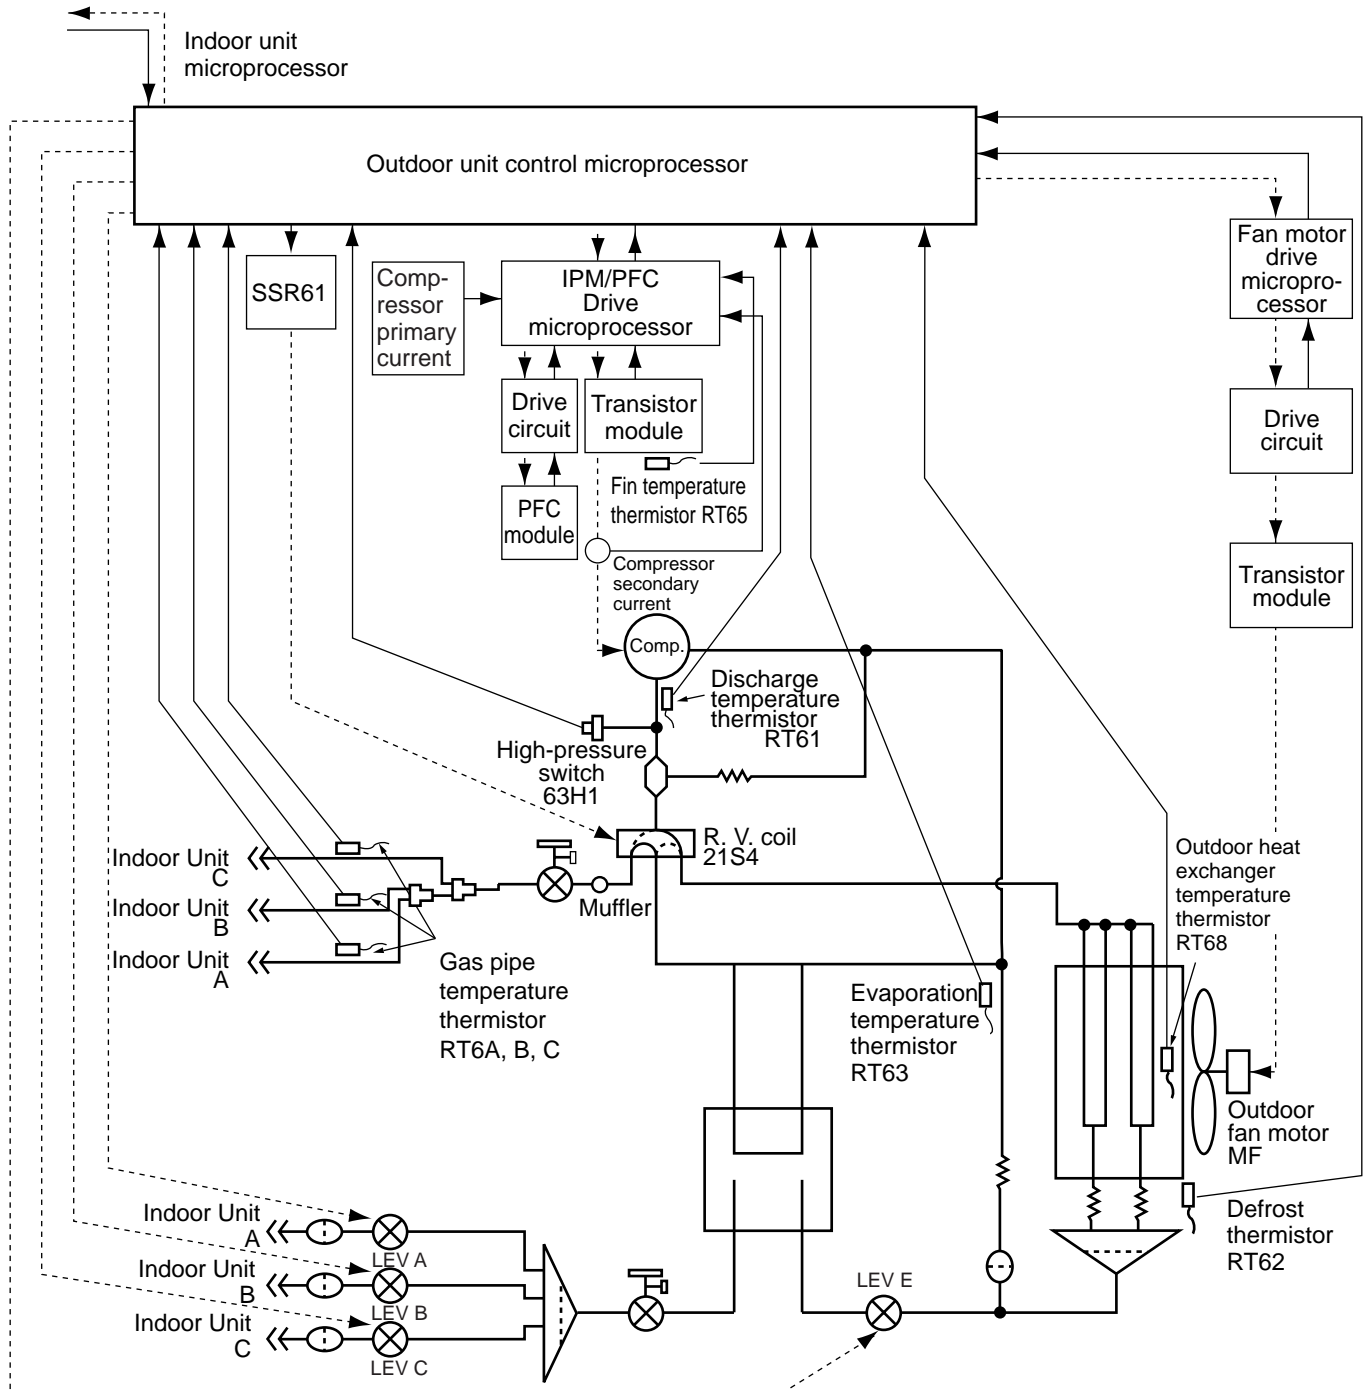 Indoor unit
microprocessor
Outdoor unit control microprocessor
SSR61
Comp-
ressor
primary
current
IPM/PFC
Drive
microprocessor
Fan motor
drive
micropro-
cessor
Drive
circuit
Transistor
module
Drive
circuit
PFC
module
Fin temperature
thermistor RT65
Compressor
secondary
current
Transistor
module
Comp.
Discharge
temperature
thermistor
RT61
High-pressure
switch
63H1
R. V. coil
21S4
Muffler
Indoor Unit
C
Indoor Unit
B
Indoor Unit
A
Gas pipe
temperature
thermistor
RT6A, B, C
Outdoor heat
exchanger
temperature
thermistor
RT68
Evaporation
temperature
thermistor
RT63
Outdoor
fan motor
MF
Defrost
thermistor
RT62
Indoor Unit
A
LEV A
Indoor Unit
B
LEV B
Indoor Unit
C
LEV C
LEV E